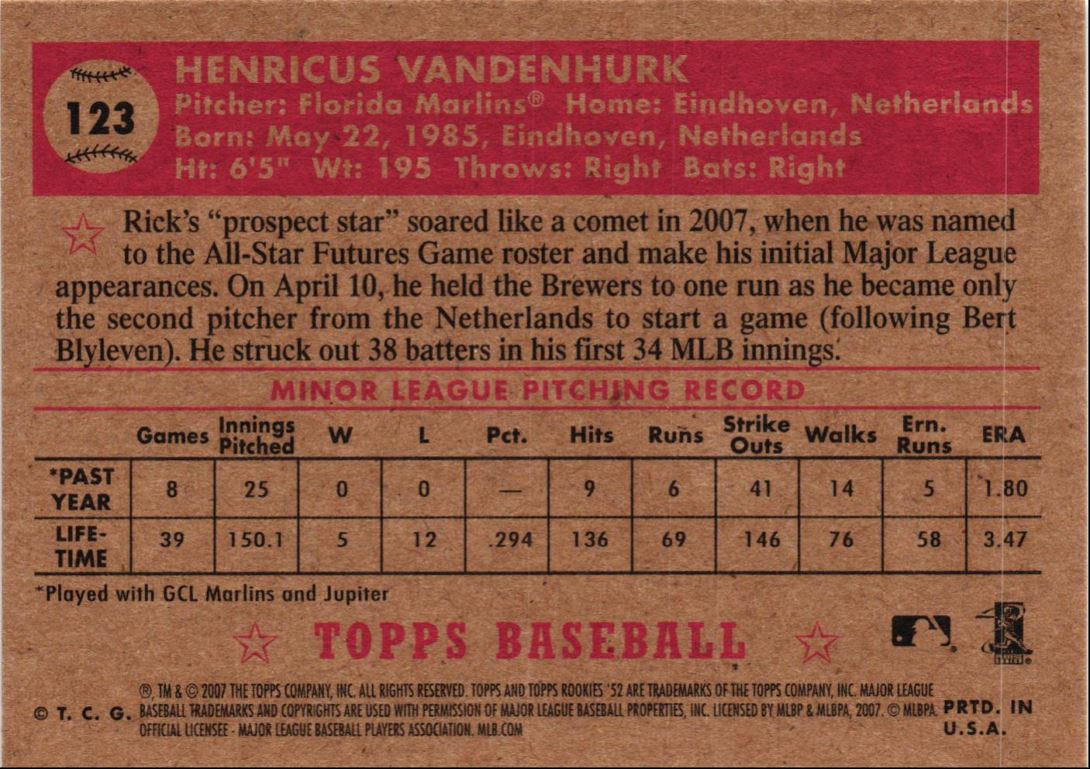 123
HENRICUS VANDENHURK
Pitcher: Florida Marlins® Home: Eindhoven, Netherlands
Born: May 22, 1985, Eindhoven, Netherlands
Ht: 6'5" Wt: 195 Throws: Right Bats: Right
Rick's “prospect star” soared like a comet in 2007, when he was named
to the All-Star Futures Game roster and make his initial Major League
appearances. On April 10, he held the Brewers to one run as he became only
the second pitcher from the Netherlands to start a game (following Bert
Blyleven). He struck out 38 batters in his first 34 MLB innings.
MINOR LEAGUE PITCHING RECORD
Games Innings Pitched W L Pct. Hits Runs Strike Outs Walks Ern. Runs ERA
*PAST YEAR 8 25 0 0 — 9 6 41 14 5 1.80
LIFE-TIME 39 150.1 5 12 .294 136 69 146 76 58 3.47
*Played with GCL Marlins and Jupiter
TOPPS BASEBALL
®, TM & © 2007 THE TOPPS COMPANY, INC. ALL RIGHTS RESERVED. TOPPS AND TOPPS ROOKIES '52 ARE TRADEMARKS OF THE TOPPS COMPANY, INC. MAJOR LEAGUE
© T. C. G. BASEBALL TRADEMARKS AND COPYRIGHTS ARE USED WITH PERMISSION OF MAJOR LEAGUE BASEBALL PROPERTIES, INC. LICENSED BY MLBP & MLBPA, 2007. © MLBPA. PRTD. IN
OFFICIAL LICENSEE - MAJOR LEAGUE BASEBALL PLAYERS ASSOCIATION. MLB.COM U.S.A.